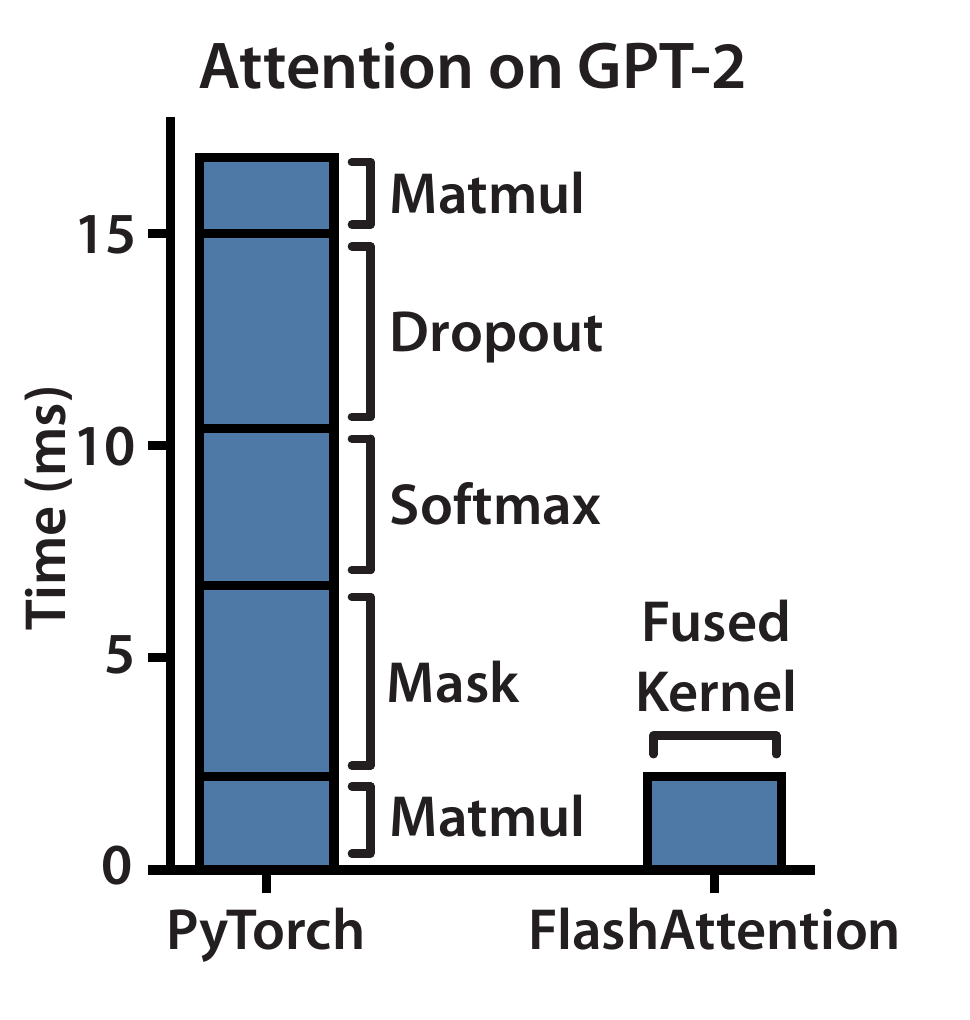 Attention on GPT-2
Time (ms)
15
10
5
0
Matmul
Dropout
Softmax
Mask
Matmul
Fused
Kernel
PyTorch
FlashAttention